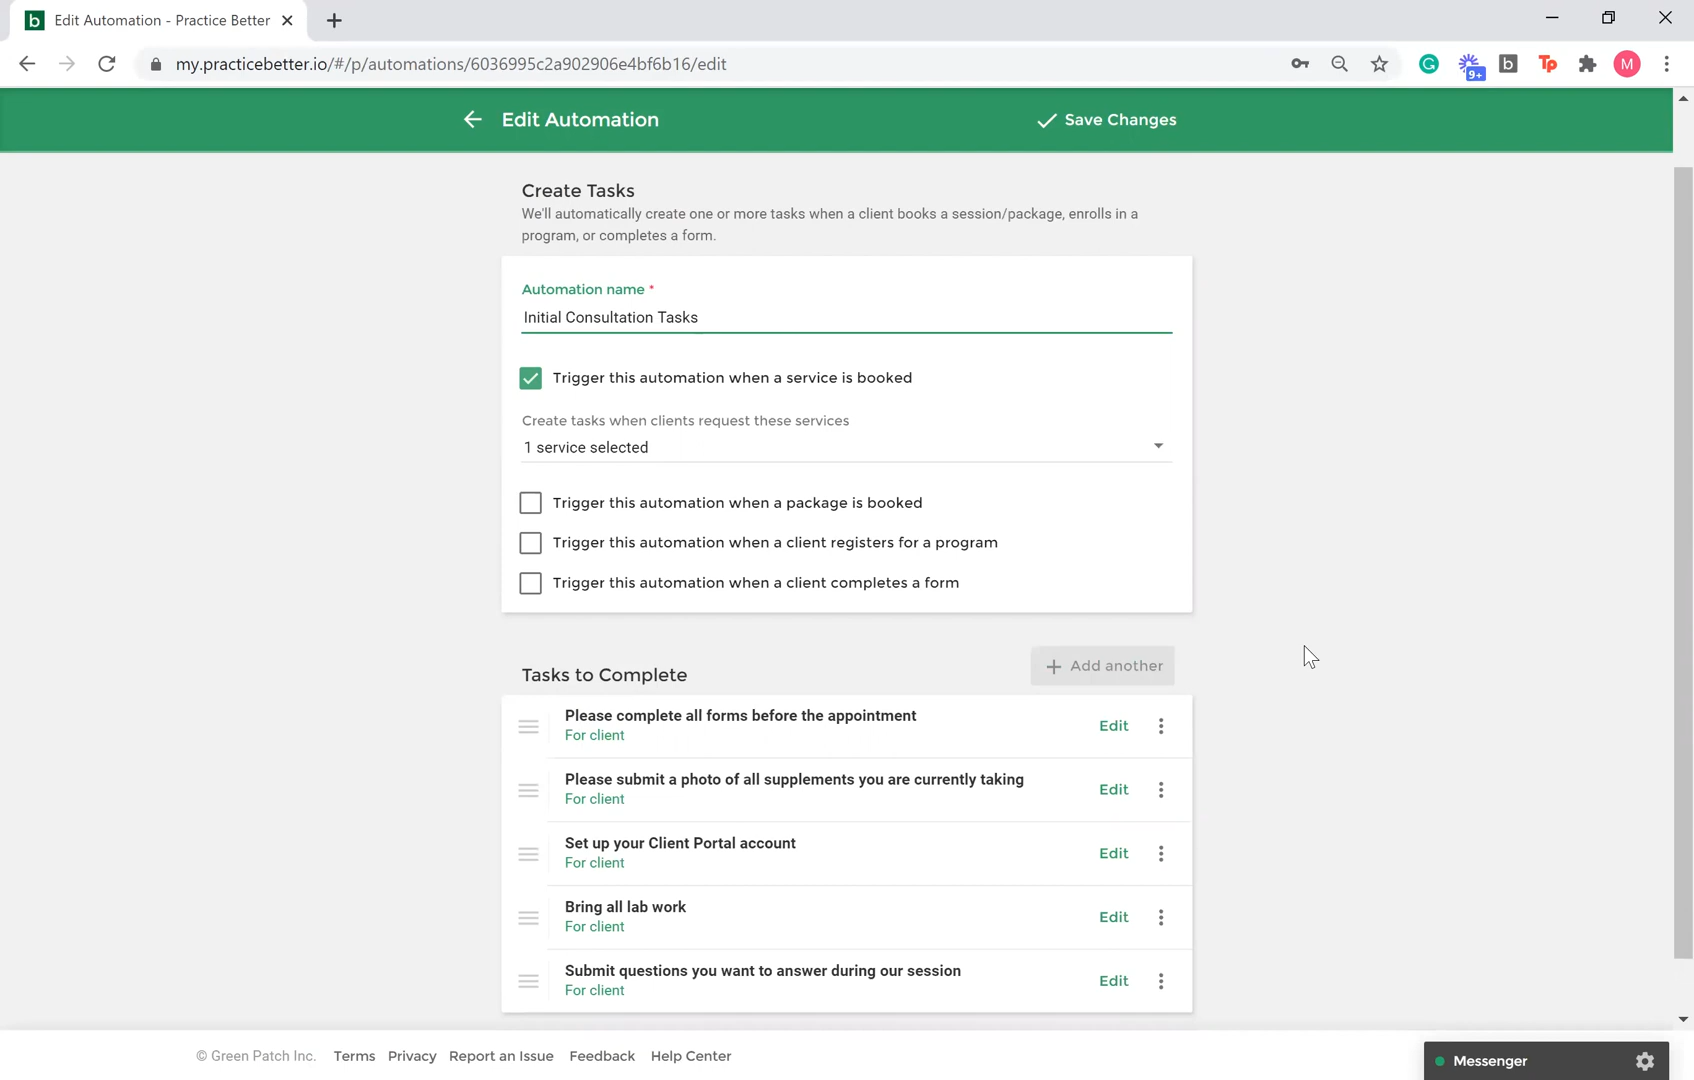 Edit Automation - Practice Better
my.practicebetter.io/#/p/automations/6036995c2a902906e4bf6b16/edit
9+
b
Tp
M
Edit Automation
Save Changes
Create Tasks
We'll automatically create one or more tasks when a client books a session/package, enrolls in a
program, or completes a form.
Automation name *
Initial Consultation Tasks
Trigger this automation when a service is booked
Create tasks when clients request these services
1 service selected
Trigger this automation when a package is booked
Trigger this automation when a client registers for a program
Trigger this automation when a client completes a form
Tasks to Complete
+ Add another
Please complete all forms before the appointment
For client
Edit
Please submit a photo of all supplements you are currently taking
For client
Edit
Set up your Client Portal account
For client
Edit
Bring all lab work
For client
Edit
Submit questions you want to answer during our session
For client
Edit
© Green Patch Inc. Terms Privacy Report an Issue Feedback Help Center
Messenger